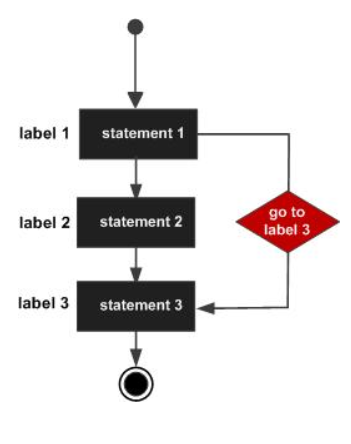 label 1
statement 1
label 2
statement 2
go to
label 3
label 3
statement 3